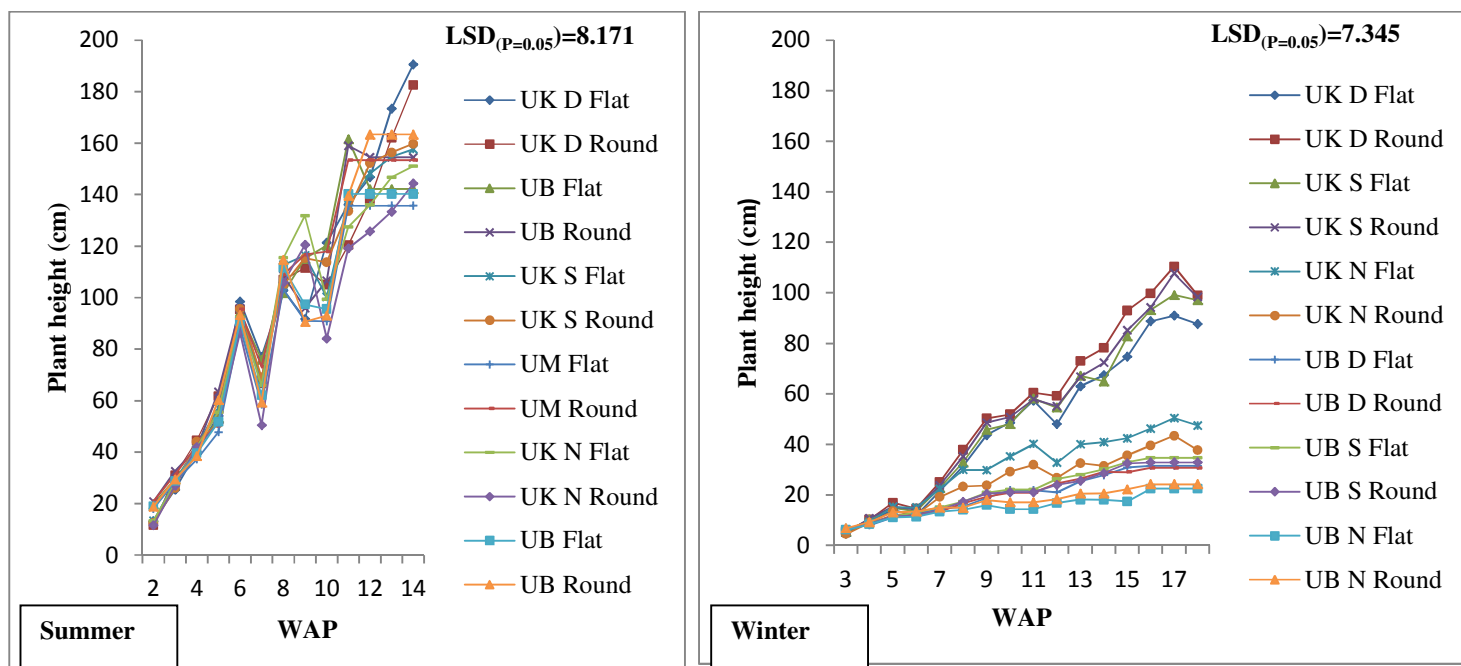 LSD(P=0.05)=8.171
Plant height (cm)
200
180
160
140
120
100
80
60
40
20
0
2 4 6 8 10 12 14
WAP
UK D Flat
UK D Round
UB Flat
UB Round
UK S Flat
UK S Round
UM Flat
UM Round
UK N Flat
UK N Round
UB Flat
UB Round
Summer
LSD(P=0.05)=7.345
Plant height (cm)
200
180
160
140
120
100
80
60
40
20
0
3 5 7 9 11 13 15 17
WAP
UK D Flat
UK D Round
UK S Flat
UK S Round
UK N Flat
UK N Round
UB D Flat
UB D Round
UB S Flat
UB S Round
UB N Flat
UB N Round
Winter